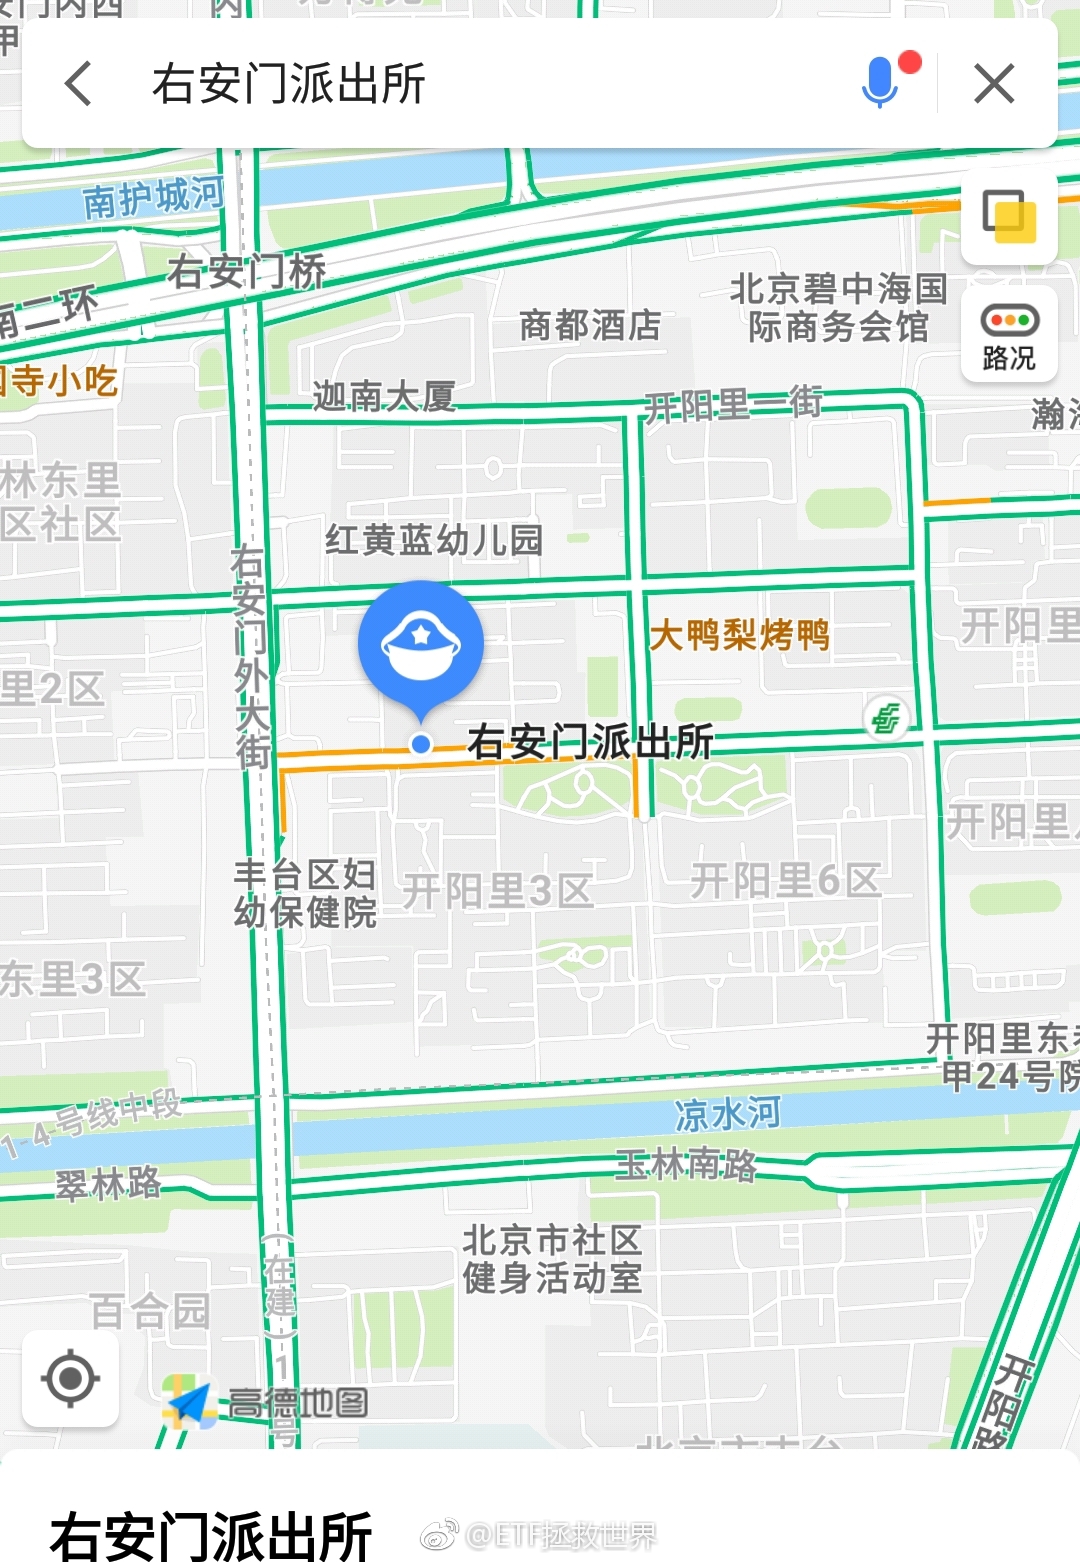 右安门派出所
南护城河
右安门桥
南二环
商都酒店
北京碧中海国
际商务会馆
路况
寺小吃
迦南大厦
开阳里一街
林东里
区社区
红黄蓝幼儿园
右安门外大街
大鸭梨烤鸭
开阳里
里2区
右安门派出所
开阳里
丰台区妇
幼保健院
开阳里3区
开阳里6区
东里3区
开阳里东
甲24号院
1-4-号线中段
凉水河
翠林路
玉林南路
北京市社区
健身活动室
(在建)1号
百合园
开阳路
高德地图
右安门派出所
@ETF拯救世界